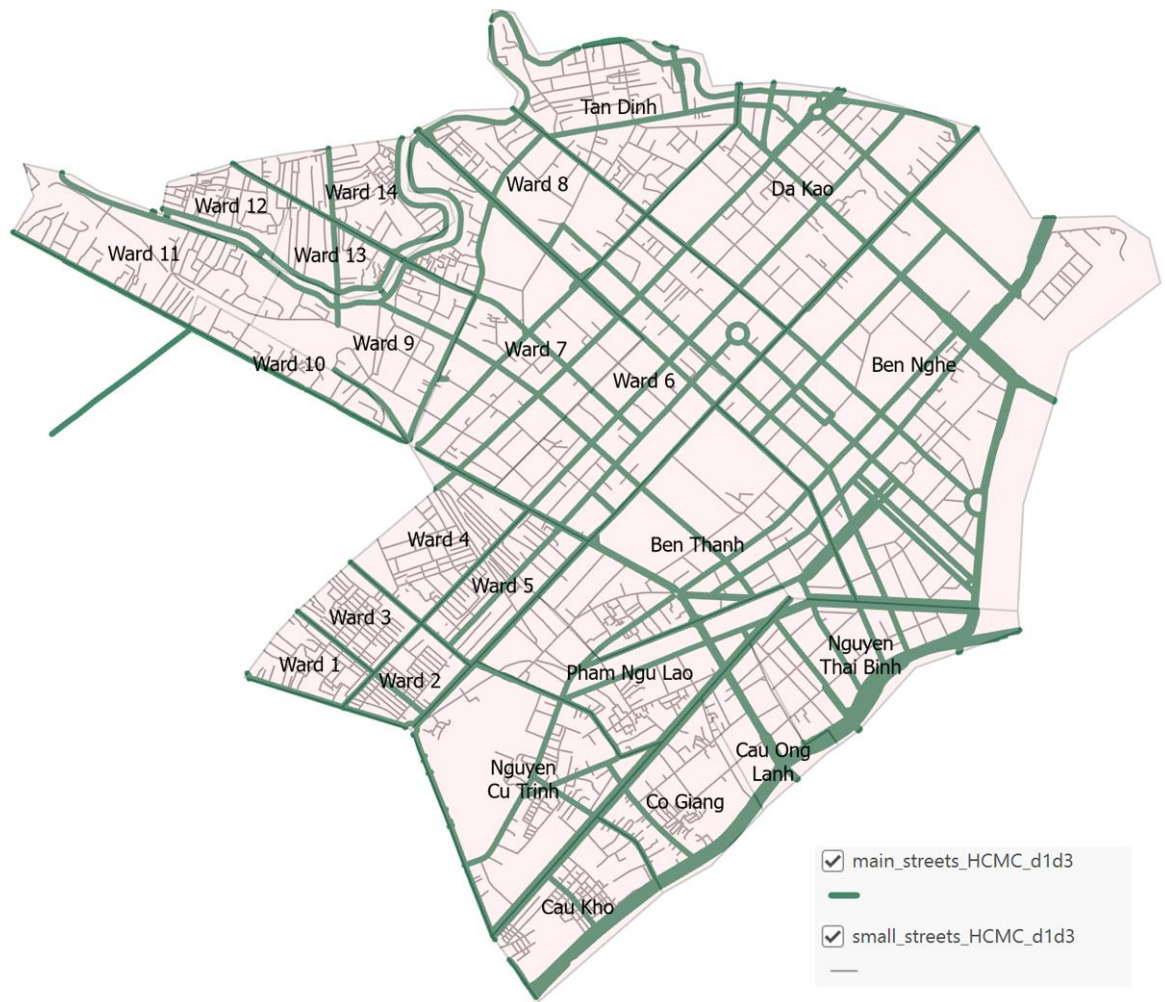 Tan Dinh
Ward 8
Da Kao
Ward 14
Ward 12
Ward 13
Ward 11
Ward 9
Ward 7
Ward 10
Ward 6
Ben Nghe
Ward 4
Ben Thanh
Ward 5
Ward 3
Ward 1
Ward 2
Pham Ngu Lao
Nguyen
Thai Binh
Nguyen
Cu Trinh
Cau Ong
Lanh
Co Giang
Cau Kho
main_streets_HCMC_d1d3
small_streets_HCMC_d1d3